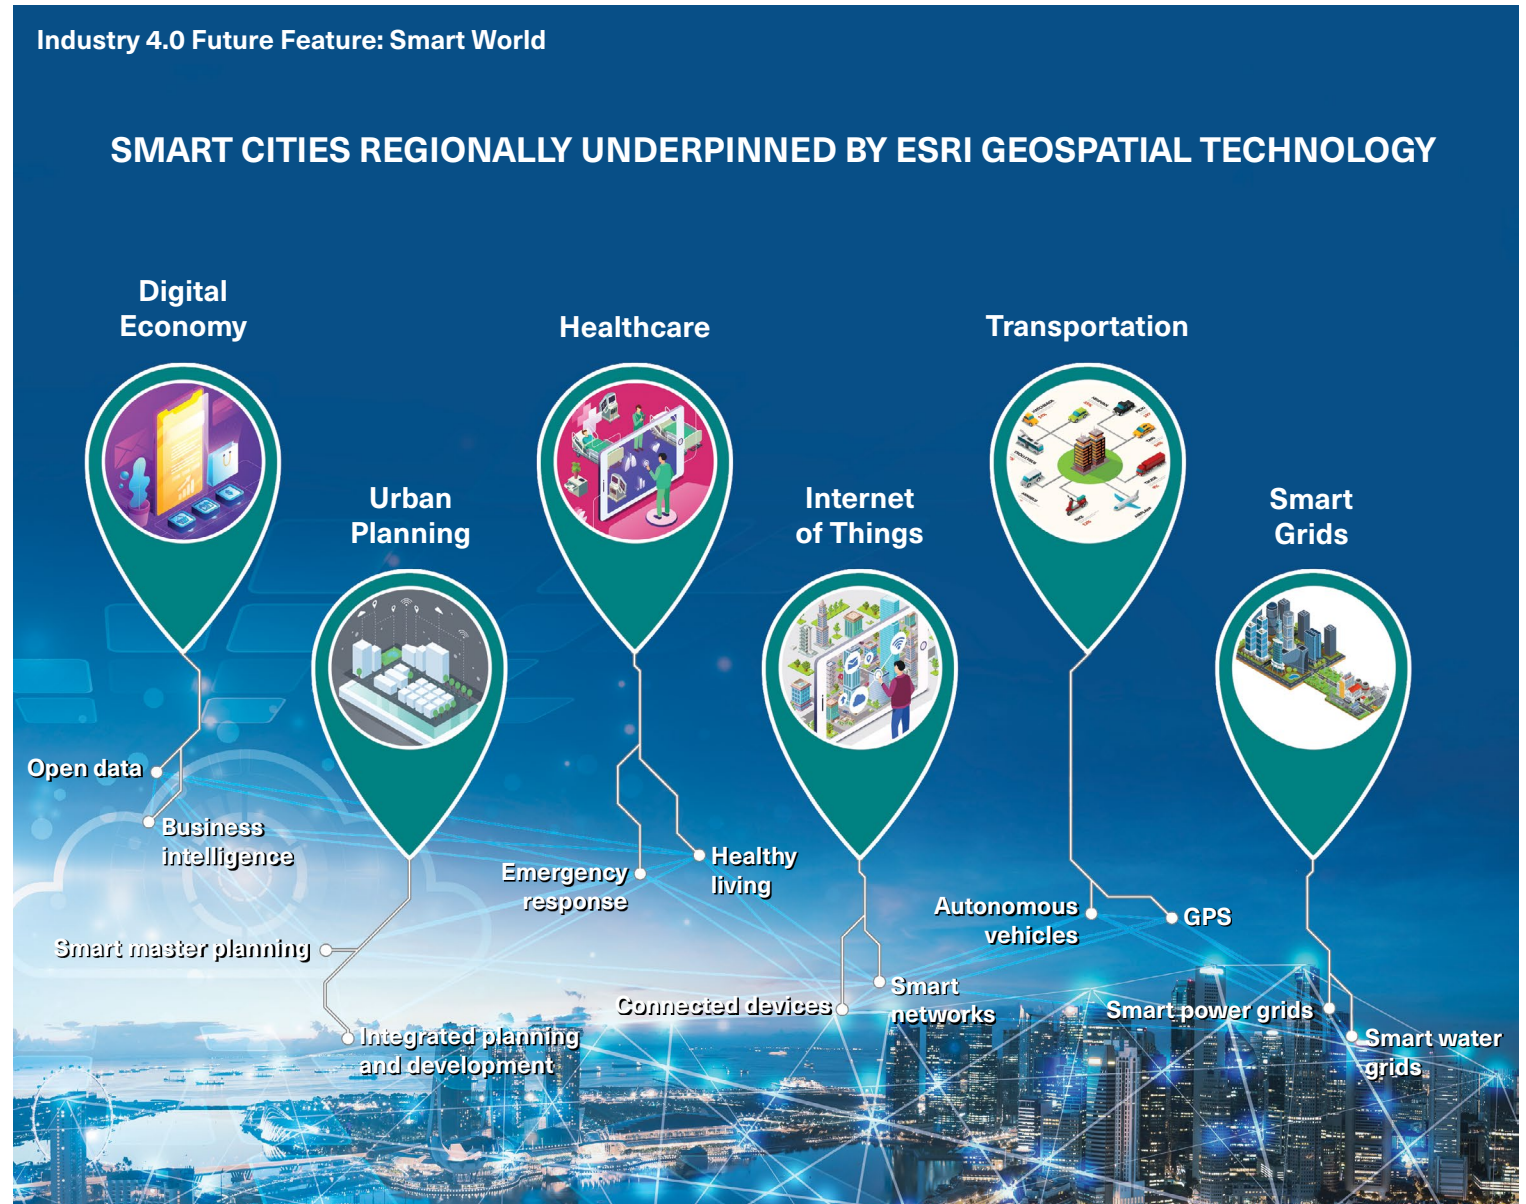 Industry 4.0 Future Feature: Smart World
SMART CITIES REGIONALLY UNDERPINNED BY ESRI GEOSPATIAL TECHNOLOGY
Digital
Economy
Open data
Business
intelligence
Urban
Planning
Smart master planning
Integrated planning
and development
Healthcare
Emergency
response
Healthy
living
Internet
of Things
Connected devices
Smart
networks
Transportation
Autonomous
vehicles
GPS
Smart
Grids
Smart power grids
Smart water
grids